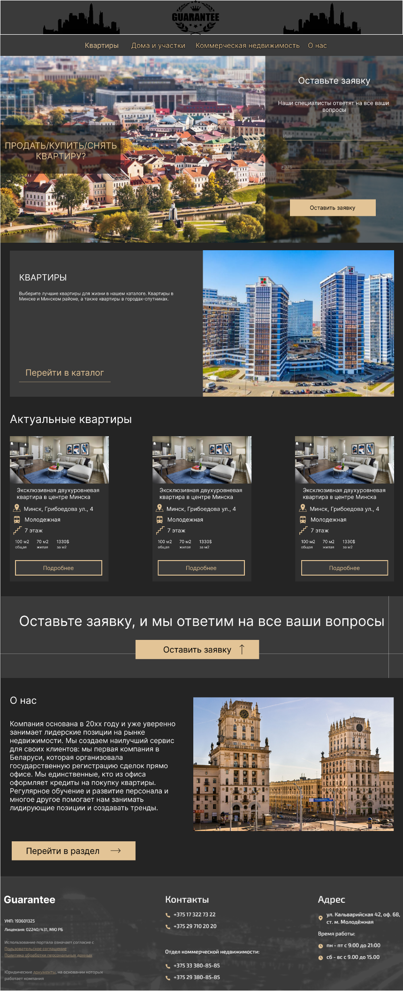 GUARANTEE
Квартиры Дома и участки Коммерческая недвижимость О нас
Оставьте заявку
Наши специалисты ответят на все ваши
вопросы
Имя
ПРОДАТЬ/КУПИТЬ/СНЯТЬ
КВАРТИРУ?
+375
Оставить заявку
КВАРТИРЫ
Выберите лучшие квартиры для жизни в нашем каталоге. Квартиры в
Минске и Минском районе, а также квартиры в городах-спутниках.
Перейти в каталог
Актуальные квартиры
Эксклюзивная двухуровневая
квартира в центре Минска
Минск, Грибоедова ул., 4
Молодежная
7 этаж
100 м2 70 м2 1330$
общая жилая за м2
Подробнее
Эксклюзивная двухуровневая
квартира в центре Минска
Минск, Грибоедова ул., 4
Молодежная
7 этаж
100 м2 70 м2 1330$
общая жилая за м2
Подробнее
Эксклюзивная двухуровневая
квартира в центре Минска
Минск, Грибоедова ул., 4
Молодежная
7 этаж
100 м2 70 м2 1330$
общая жилая за м2
Подробнее
Оставьте заявку, и мы ответим на все ваши вопросы
Оставить заявку
О нас
Компания основана в 20хх году и уже уверенно
занимает лидерские позиции на рынке
недвижимости. Мы создаем наилучший сервис
для своих клиентов: мы первая компания в
Беларуси, которая организовала
государственную регистрацию сделок прямо
офисе. Мы единственные, кто из офиса
оформляет кредиты на покупку квартиры.
Регулярное обучение и развитие персонала и
многое другое помогает нам занимать
лидирующие позиции и создавать тренды.
Перейти в раздел
Guarantee
УНП: 193601325
Лицензия: 02240/431, МЮ РБ
Использование портала означает согласие с
Пользовательское соглашение
Политика обработки персональных данных
Юридические документы, на основании которых
работает компания
Контакты
+375 17 322 73 22
+375 29 710 20 20
Отдел коммерческой недвижимости:
+375 33 380-85-85
+375 29 380-85-85
Адрес
ул. Кальварийская 42, оф. 68,
ст. м. Молодёжная
Время работы:
пн - пт с 9:00 до 21:00
сб - вс с 9.00 до 15.00